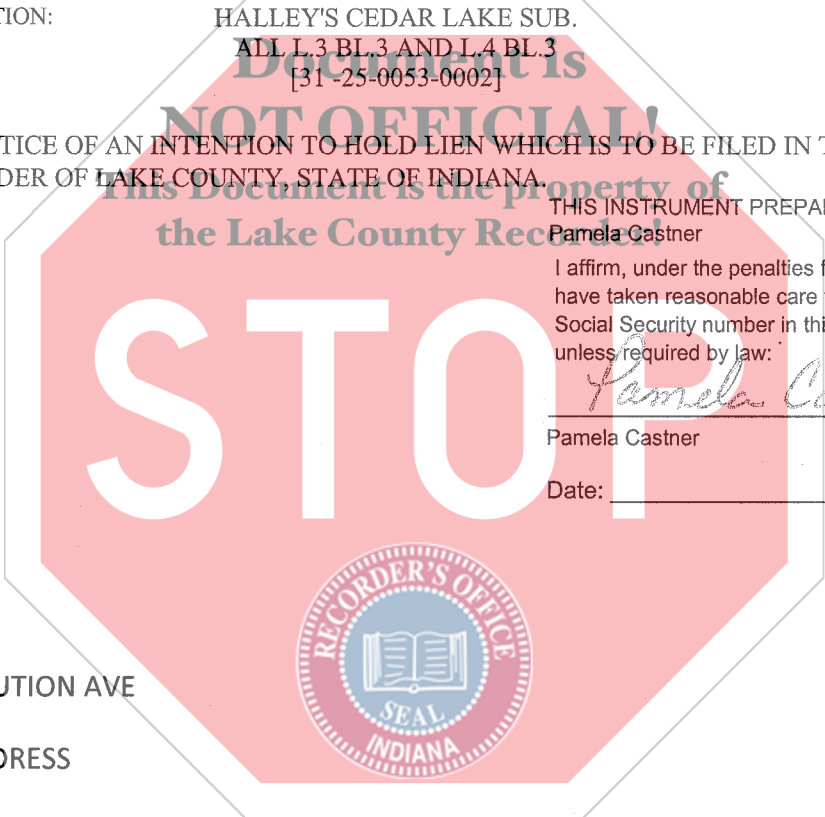 TION:
HALLEY'S CEDAR LAKE SUB.
ALL L.3 BL.3 AND L.4 BL.3
[31 -25-0053-0002]
Document is
NOT OFFICIAL!
This Document is the property of
the Lake County Recorder!
TICE OF AN INTENTION TO HOLD LIEN WHICH IS TO BE FILED IN T
DER OF LAKE COUNTY, STATE OF INDIANA.
THIS INSTRUMENT PREPA
Pamela Castner
I affirm, under the penalties f
have taken reasonable care
Social Security number in thi
unless required by law:
Pamela Ca
Pamela Castner
Date:
STOP
RECORDER'S OFFICE
SEAL
INDIANA
UTION AVE
DRESS